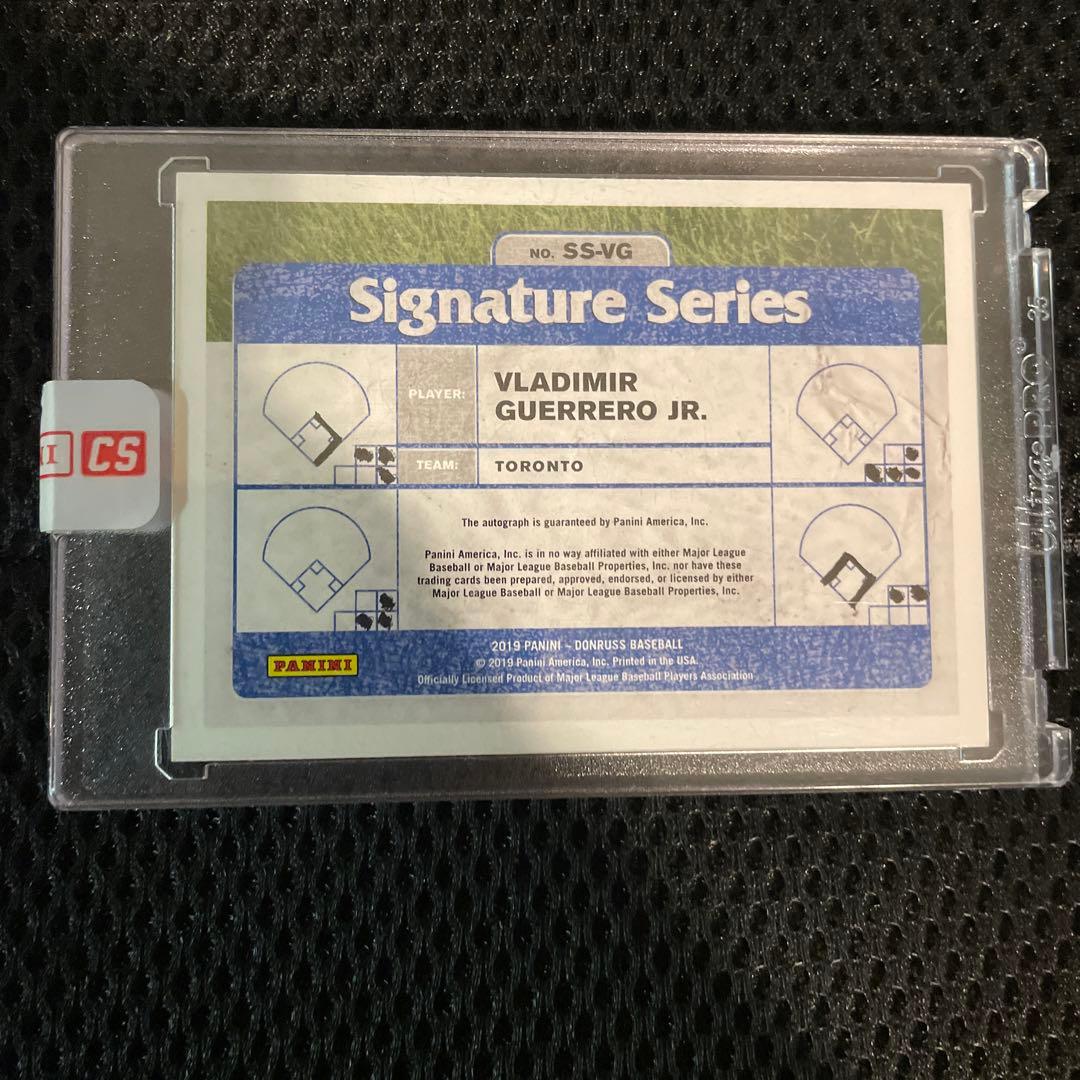 NO. SS-VG
Signature Series
PLAYER:
VLADIMIR
GUERRERO JR.
TEAM:
TORONTO
CS
The autograph is guaranteed by Panini America, Inc.
Panini America, Inc. is in no way affiliated with either Major League
Baseball or Major League Baseball Properties, Inc. nor have these
trading cards been prepared, approved, endorsed, or licensed by either
Major League Baseball or Major League Baseball Properties, Inc.
2019 PANINI – DONRUSS BASEBALL
© 2019 Panini America, Inc. Printed in the USA.
Officially Licensed Product of Major League Baseball Players Association
PANINI
UltraPRO®
35